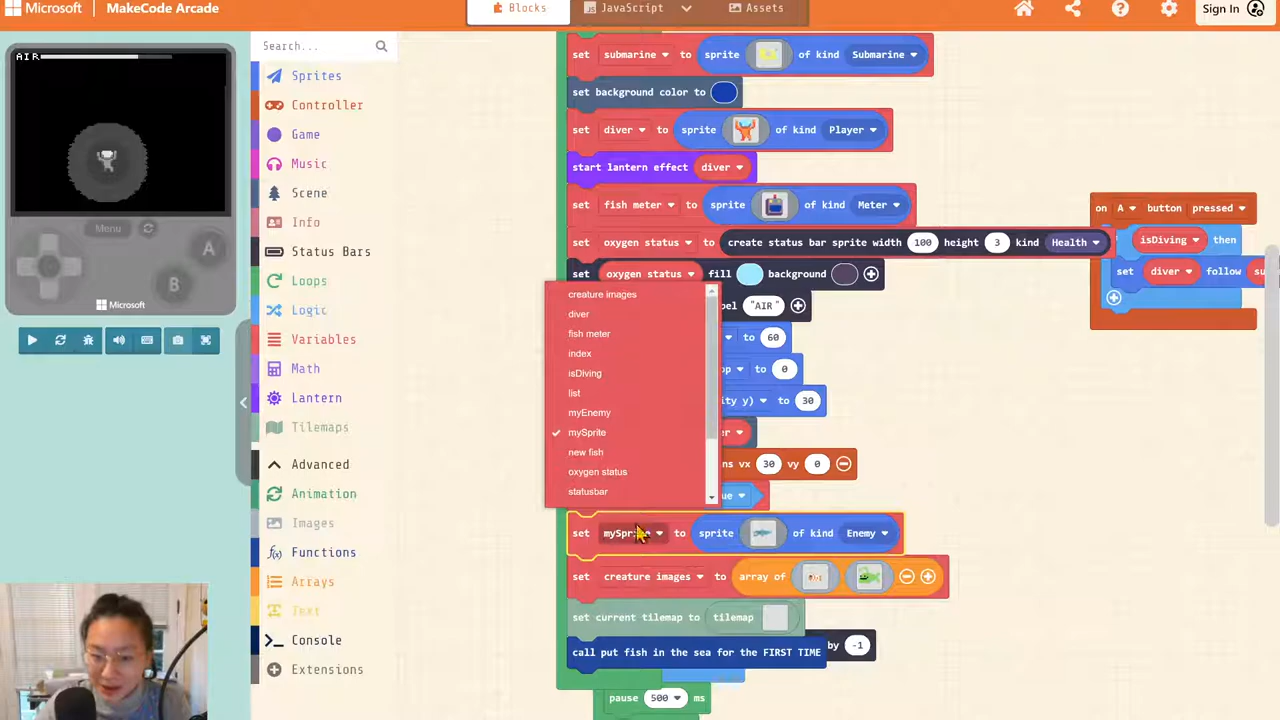 Microsoft MakeCode Arcade Blocks JavaScript Assets Sign In
Search...
Sprites
Controller
Game
Music
Scene
Info
Status Bars
Loops
Logic
Variables
Math
Lantern
Tilemaps
Advanced
Animation
Images
Functions
Arrays
Text
Console
Extensions
AIR
Menu
A
B
Microsoft
set submarine to sprite of kind Submarine
set background color to
set diver to sprite of kind Player
start lantern effect diver
set fish meter to sprite of kind Meter
set oxygen status to create status bar sprite width 100 height 3 kind Health
set oxygen status fill background
"AIR"
to 60
to 0
y) to 30
vx 30 vy 0
creature images
diver
fish meter
index
isDiving
list
myEnemy
mySprite
new fish
oxygen status
statusbar
set to sprite of kind Enemy
set creature images to array of
set current tilemap to tilemap
by -1
call put fish in the sea for the FIRST TIME
pause 500 ms
on A button pressed
isDiving then
set diver follow